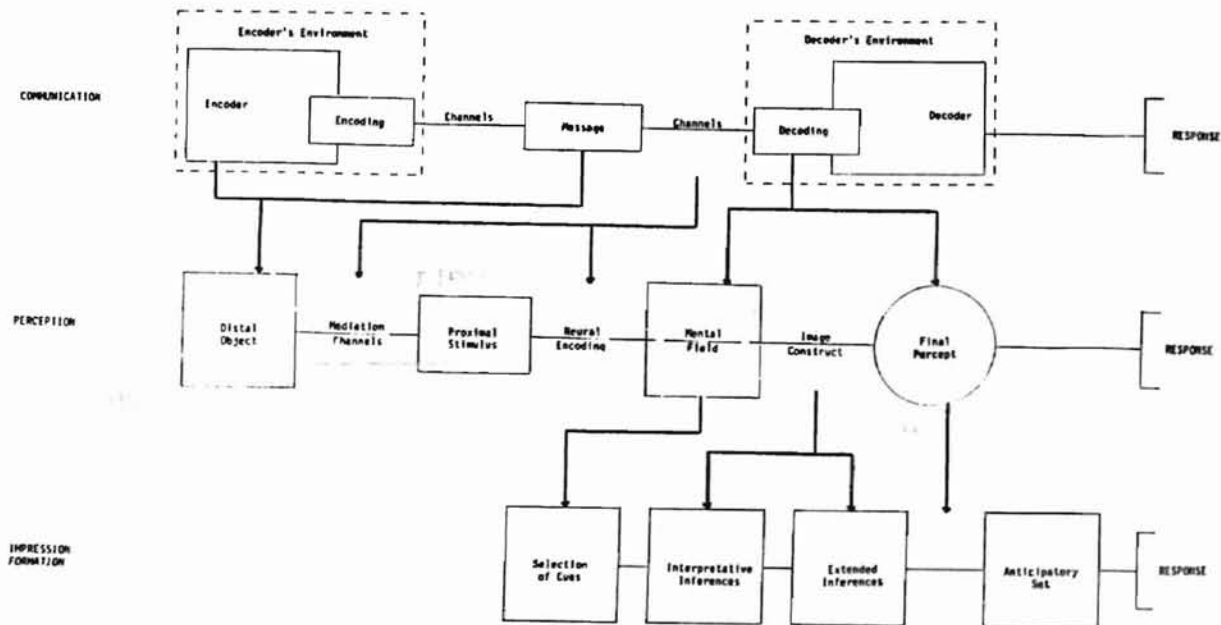 Encoder's Environment
Decoder's Environment
COMMUNICATION
Encoder
Encoding
Channels
Message
Channels
Decoding
Decoder
RESPONSE
PERCEPTION
Distal
Object
Mediation
Channels
Proximal
Stimulus
Neural
Encoding
Mental
Field
Image
Construct
Final
Percept
RESPONSE
IMPRESSION
FORMATION
Selection
of Cues
Interpretative
Inferences
Extended
Inferences
Anticipatory
Set
RESPONSE